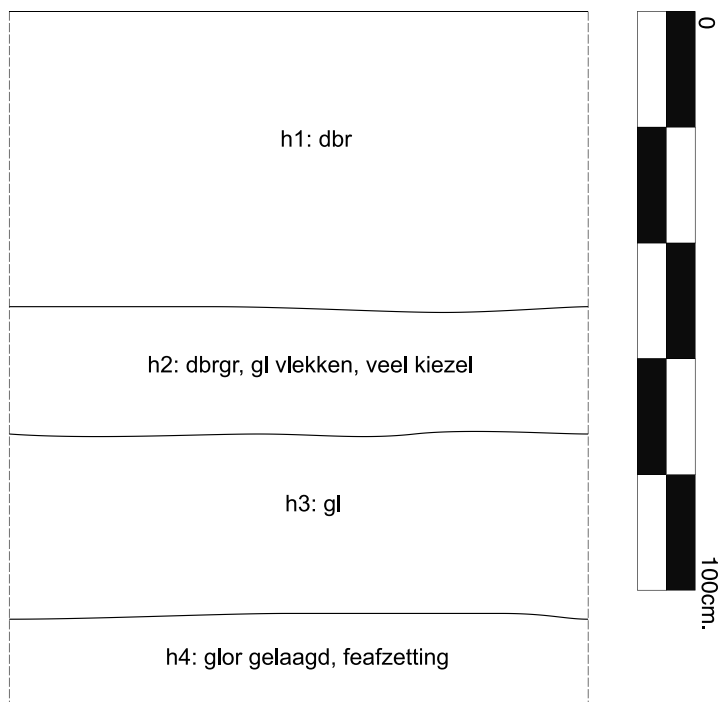 0
h1: dbr
h2: dbrgr, gl vlekken, veel kiezel
h3: gl
100cm.
h4: glor gelaagd, feafzetting